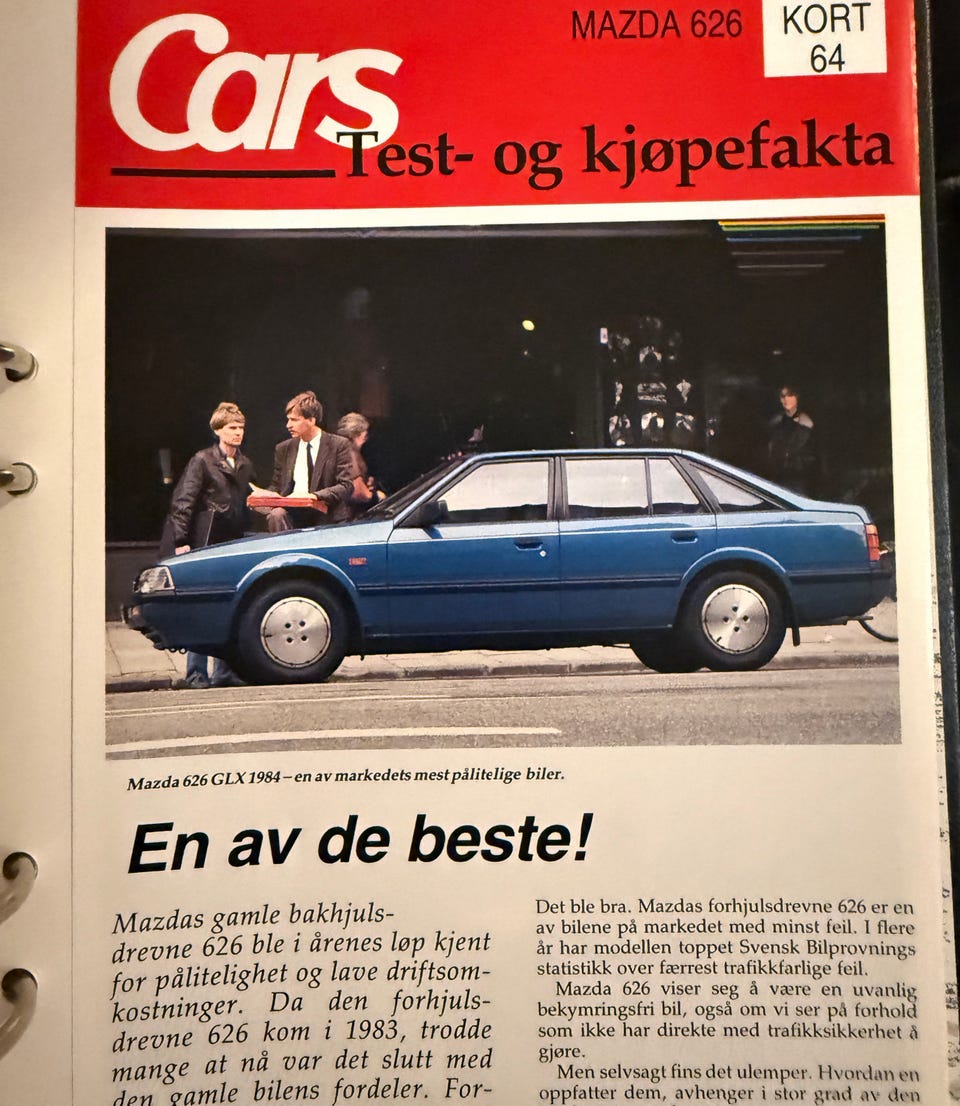 Cars
MAZDA 626
KORT
64
Test- og kjøpefakta
Mazda 626 GLX 1984 – en av markedets mest pålitelige biler.
En av de beste!
Mazdas gamle bakhjuls-
drevne 626 ble i årenes løp kjent
for pålitelighet og lave driftsom-
kostninger. Da den forhjuls-
drevne 626 kom i 1983, trodde
mange at nå var det slutt med
den gamle bilens fordeler. For-
Det ble bra. Mazdas forhjulsdrevne 626 er en
av bilene på markedet med minst feil. I flere
år har modellen toppet Svensk Bilprovnings
statistikk over færrest trafikkfarlige feil.
Mazda 626 viser seg å være en uvanlig
bekymringsfri bil, også om vi ser på forhold
som ikke har direkte med trafikksikkerhet å
gjøre.
Men selvsagt fins det ulemper. Hvordan en
oppfatter dem, avhenger i stor grad av den